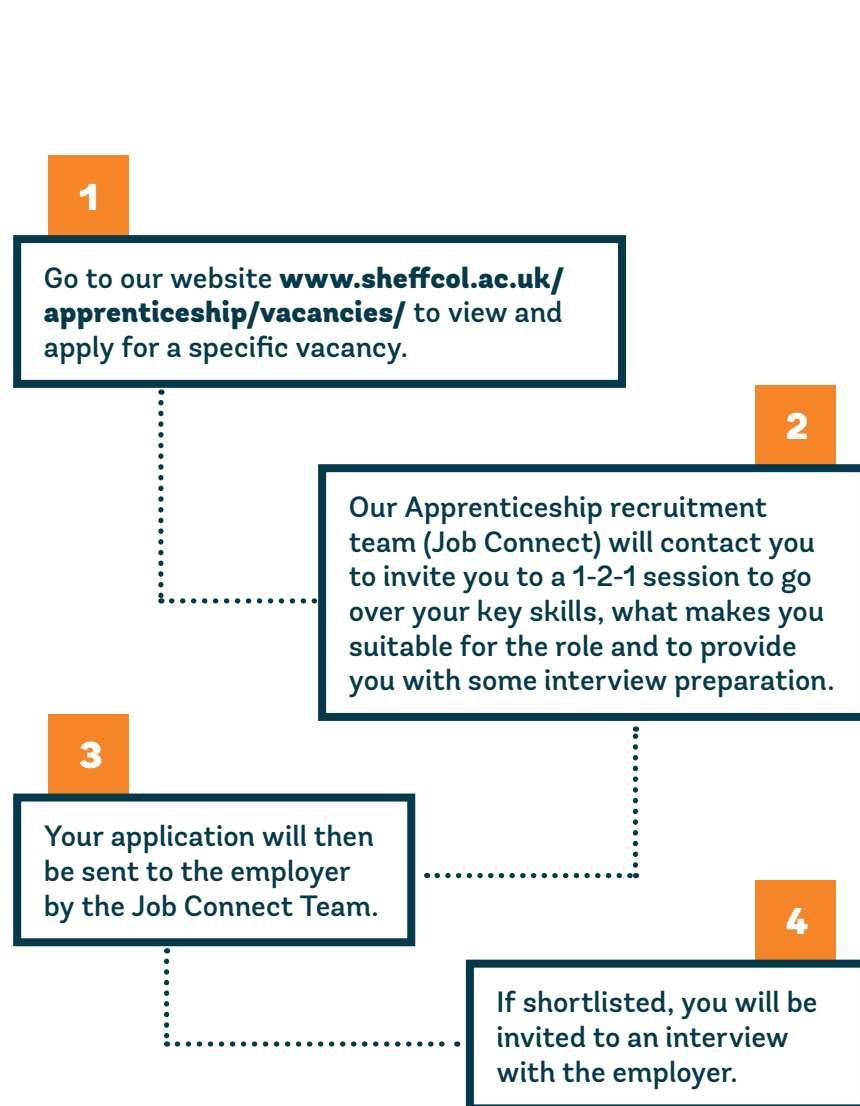 1
Go to our website www.sheffcol.ac.uk/
apprenticeship/vacancies/ to view and
apply for a specific vacancy.
2
Our Apprenticeship recruitment
team (Job Connect) will contact you
to invite you to a 1-2-1 session to go
over your key skills, what makes you
suitable for the role and to provide
you with some interview preparation.
3
Your application will then
be sent to the employer
by the Job Connect Team.
4
If shortlisted, you will be
invited to an interview
with the employer.